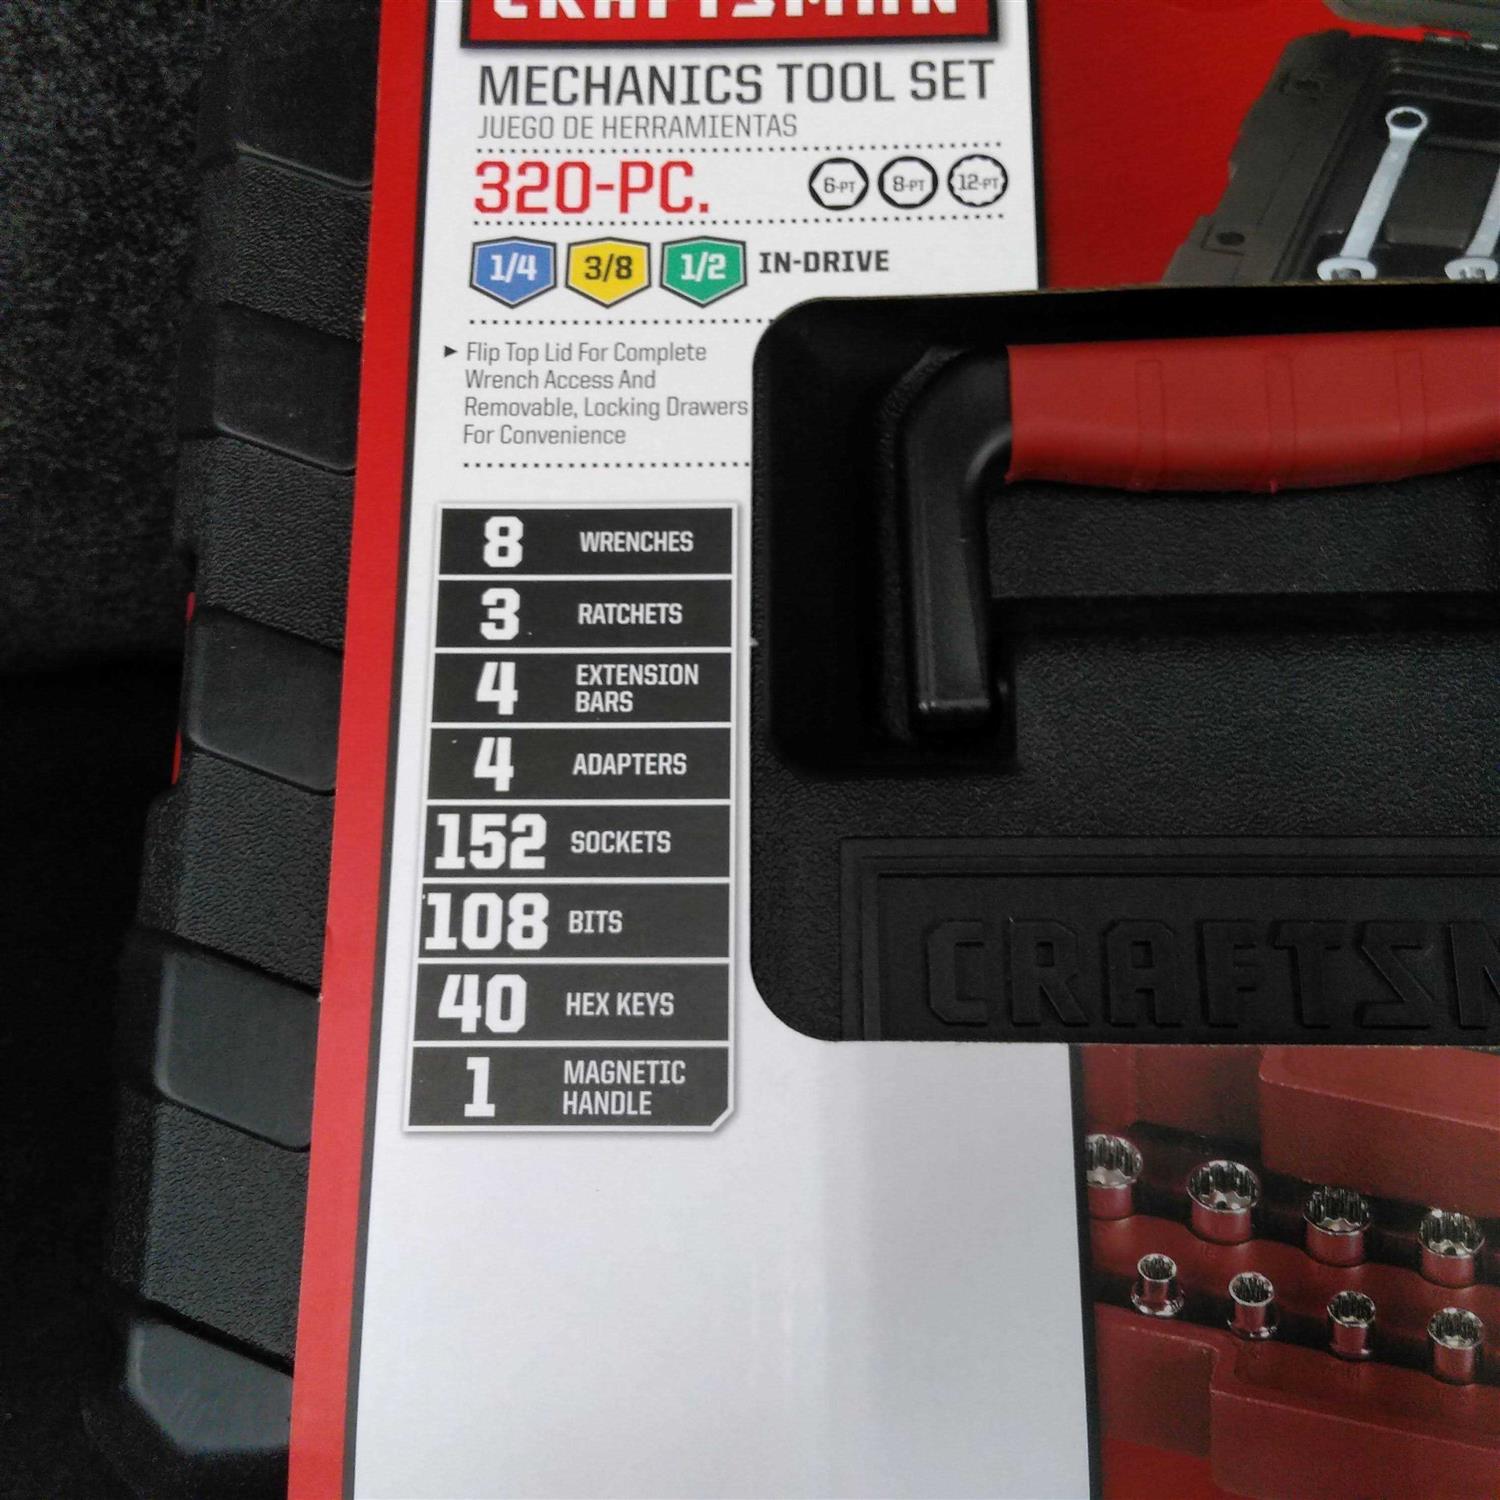 CRAFTSMAN
MECHANICS TOOL SET
JUEGO DE HERRAMIENTAS
320-PC.
6-PT 8-PT 12-PT
1/4 3/8 1/2 IN-DRIVE
Flip Top Lid For Complete
Wrench Access And
Removable, Locking Drawers
For Convenience
8 WRENCHES
3 RATCHETS
4 EXTENSION
BARS
4 ADAPTERS
152 SOCKETS
108 BITS
40 HEX KEYS
1 MAGNETIC
HANDLE
CRAFTSM